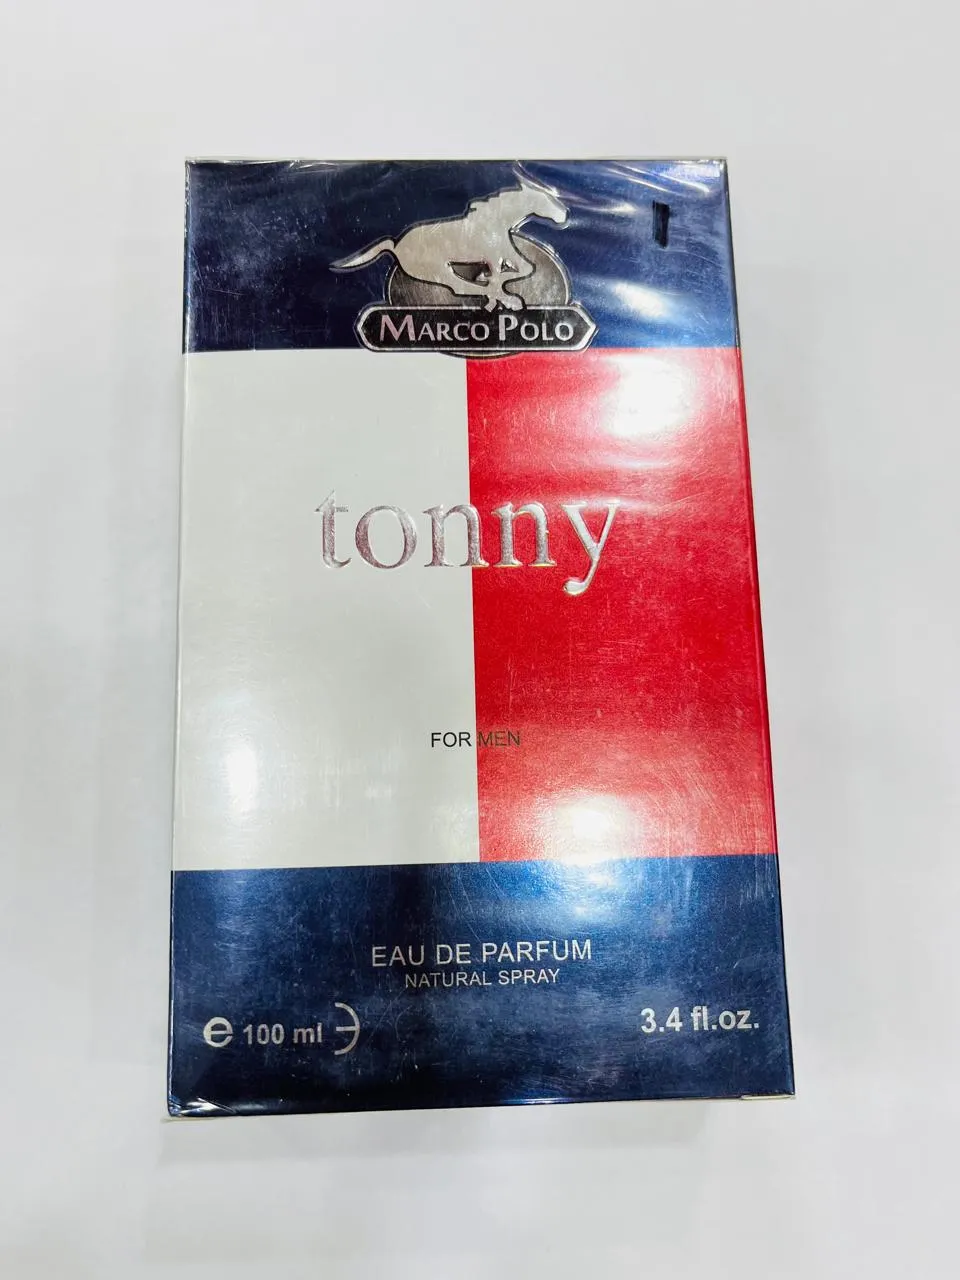 MARCO POLO
tonny
FOR MEN
EAU DE PARFUM
NATURAL SPRAY
℮ 100 ml Э
3.4 fl.oz.